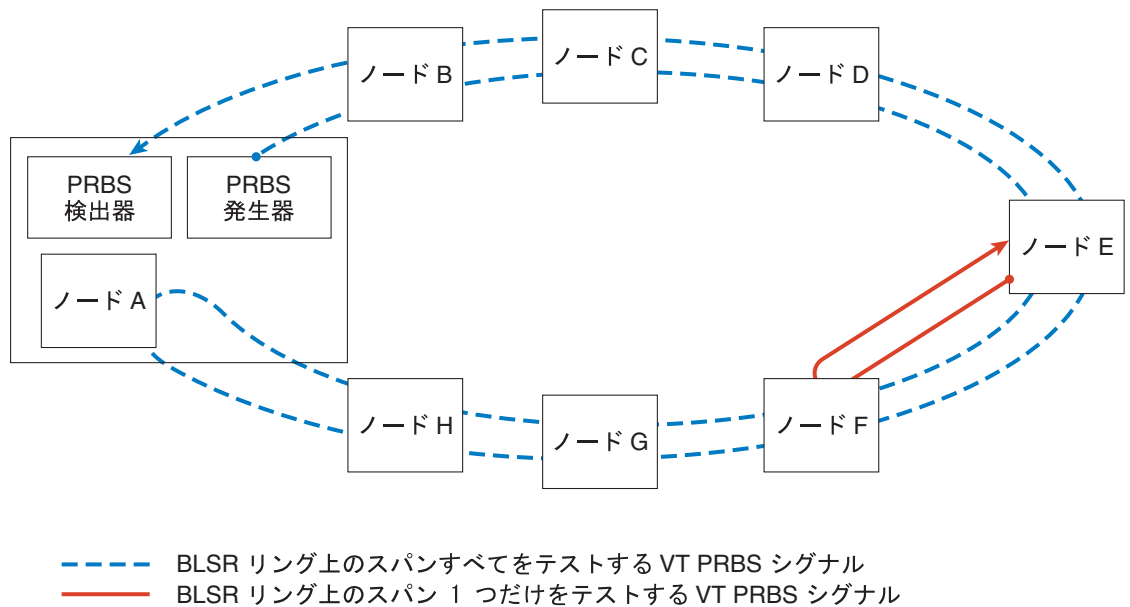 ノード B
ノード C
ノード D
PRBS
検出器
PRBS
発生器
ノード A
ノード E
ノード H
ノード G
ノード F
BLSR リング上のスパンすべてをテストする VT PRBS シグナル
BLSR リング上のスパン 1 つだけをテストする VT PRBS シグナル